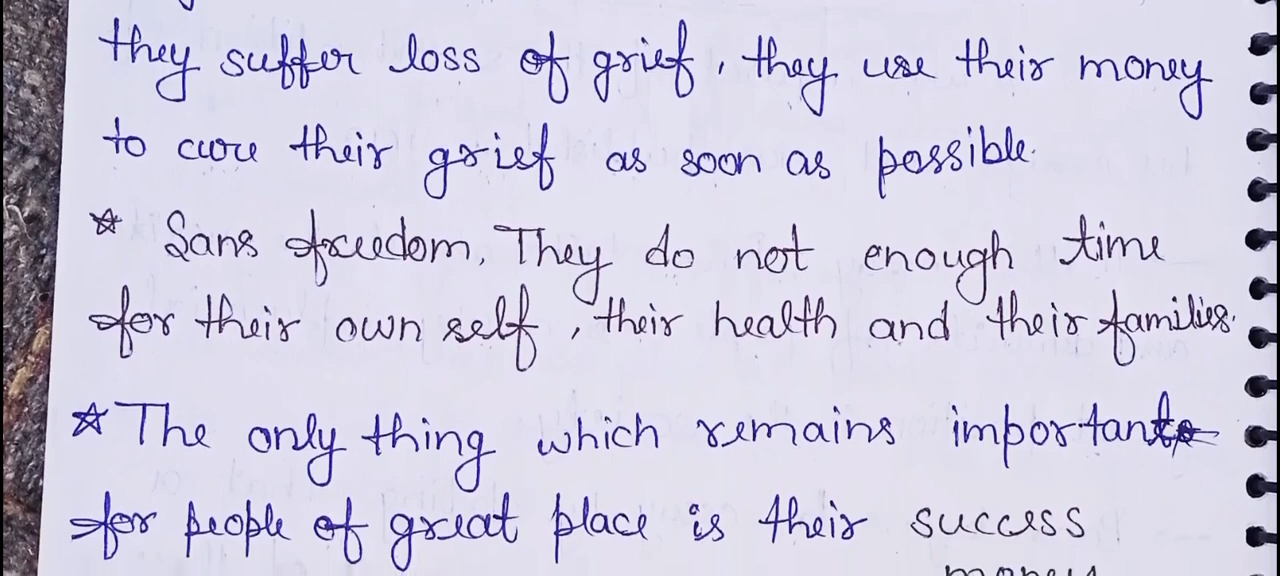 they suffer loss of grief, they use their money
to cure their grief as soon as possible.
☆ Sans freedom. They do not enough time
for their own self, their health and their families.
☆ The only thing which remains important
for people of great place is their success
money